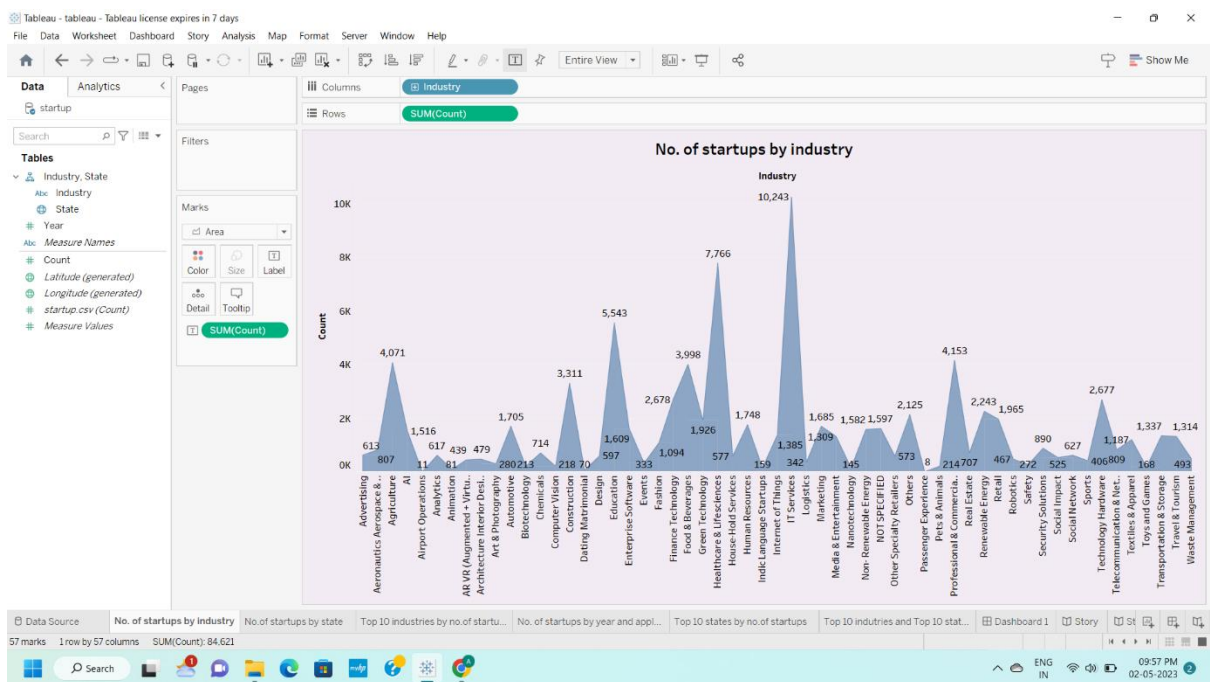 Tableau - tableau - Tableau license expires in 7 days
File Data Worksheet Dashboard Story Analysis Map Format Server Window Help
Entire View
Show Me
Data Analytics
startup
Search
Tables
Industry, State
Abc Industry
State
# Year
Abc Measure Names
# Count
Latitude (generated)
Longitude (generated)
# startup.csv (Count)
# Measure Values
Pages
Filters
Marks
Area
Color Size Label
Detail Tooltip
T SUM(Count)
Columns Industry
Rows SUM(Count)
No. of startups by industry
Industry
Count
10K
8K
6K
4K
2K
0K
613
807
4,071
1,516
11
617
81
439
479
280
1,705
213
714
218
3,311
70
597
5,543
1,609
333
1,094
2,678
3,998
1,926
7,766
577
1,748
159
1,385
10,243
342
1,685
1,309
145
1,582
1,597
573
2,125
8
214
4,153
707
2,243
1,965
467
272
890
525
627
406
2,677
809
1,187
168
1,337
1,314
493
Advertising
Aeronautics Aerospace & ..
Agriculture
AI
Airport Operations
Analytics
Animation
AR VR (Augmented + Virtu..
Architecture Interior Desi..
Art & Photography
Automotive
Biotechnology
Chemicals
Computer Vision
Construction
Dating Matrimonial
Design
Education
Enterprise Software
Events
Fashion
Finance Technology
Food & Beverages
Green Technology
Healthcare & Lifesciences
House-Hold Services
Human Resources
Indic Language Startups
Internet of Things
IT Services
Logistics
Marketing
Media & Entertainment
Nanotechnology
Non- Renewable Energy
NOT SPECIFIED
Other Specialty Retailers
Others
Passenger Experience
Pets & Animals
Professional & Commercia..
Real Estate
Renewable Energy
Retail
Robotics
Safety
Security Solutions
Social Impact
Social Network
Sports
Technology Hardware
Telecommunication & Net..
Textiles & Apparel
Toys and Games
Transportation & Storage
Travel & Tourism
Waste Management
Data Source No. of startups by industry No.of startups by state Top 10 industries by no.of startu... No. of startups by year and appl... Top 10 states by no.of startups Top 10 indutries and Top 10 stat... Dashboard 1 Story St
57 marks 1 row by 57 columns SUM(Count): 84,621
Search
ENG
IN
09:57 PM
02-05-2023
2